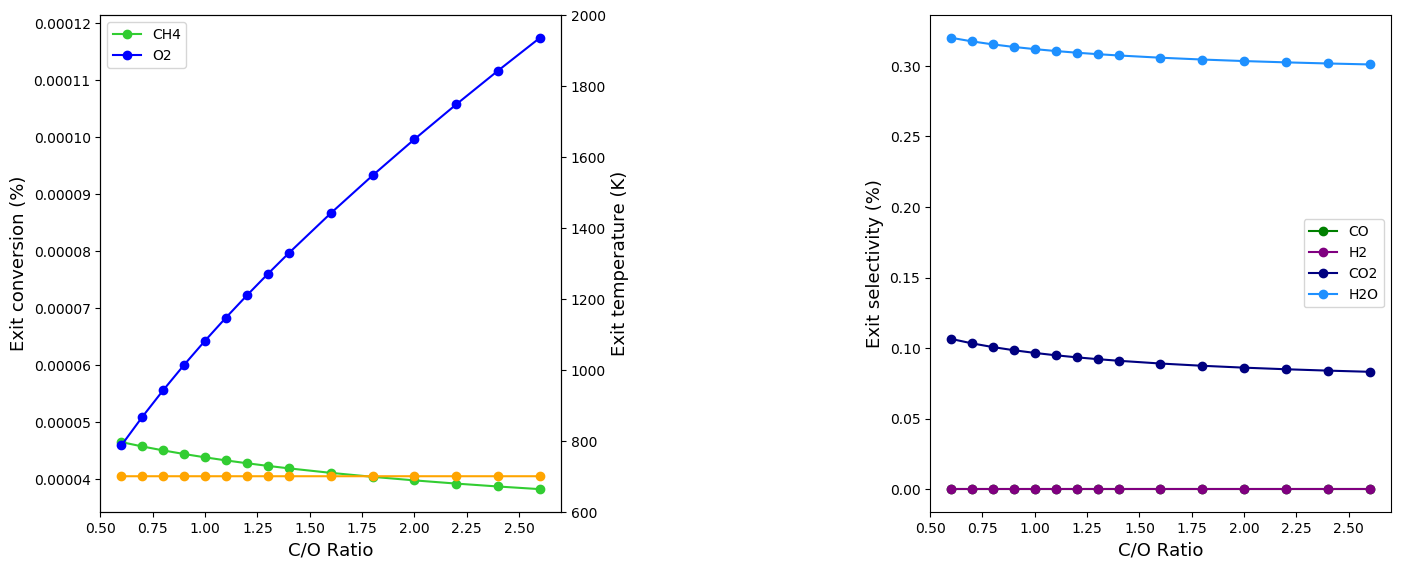 0.00012
0.00011
0.00010
0.00009
0.00008
0.00007
0.00006
0.00005
0.00004
Exit conversion (%)
CH4
O2
2000
1800
1600
1400
1200
1000
800
600
Exit temperature (K)
0.50 0.75 1.00 1.25 1.50 1.75 2.00 2.25 2.50
C/O Ratio
0.30
0.25
0.20
0.15
0.10
0.05
0.00
Exit selectivity (%)
CO
H2
CO2
H2O
0.50 0.75 1.00 1.25 1.50 1.75 2.00 2.25 2.50
C/O Ratio